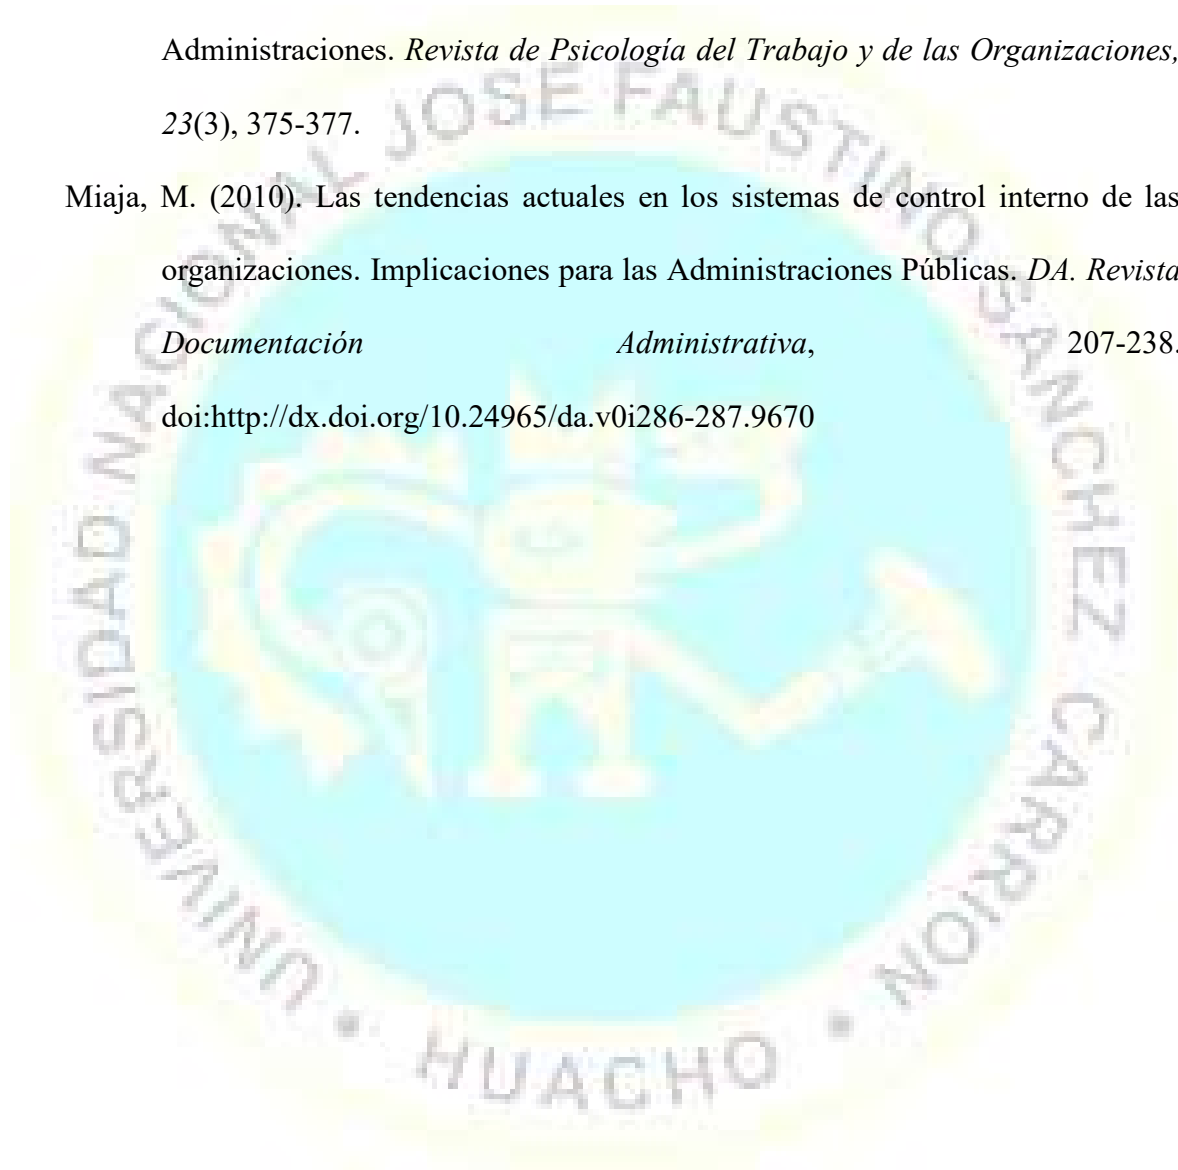 Administraciones. Revista de Psicología del Trabajo y de las Organizaciones,
23(3), 375-377.
Miaja, M. (2010). Las tendencias actuales en los sistemas de control interno de las
organizaciones. Implicaciones para las Administraciones Públicas. DA. Revista
Documentación Administrativa, 207-238.
doi:http://dx.doi.org/10.24965/da.v0i286-287.9670
UNIVERSIDAD NACIONAL JOSE FAUSTINO SANCHEZ CARRION
• HUACHO •